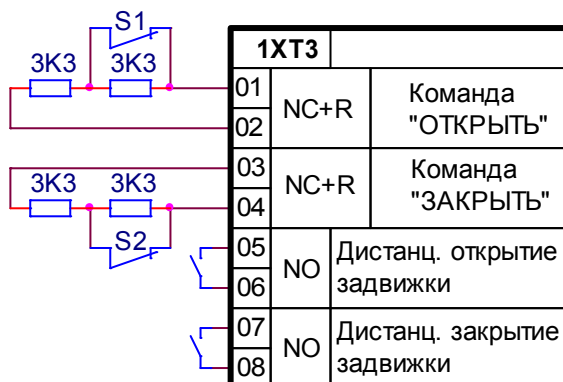 S1
3K3 3K3
1XT3
01
02
NC+R
Команда
"ОТКРЫТЬ"
03
04
NC+R
Команда
"ЗАКРЫТЬ"
3K3 3K3
S2
05
06
NO
Дистанц. открытие
задвижки
07
08
NO
Дистанц. закрытие
задвижки